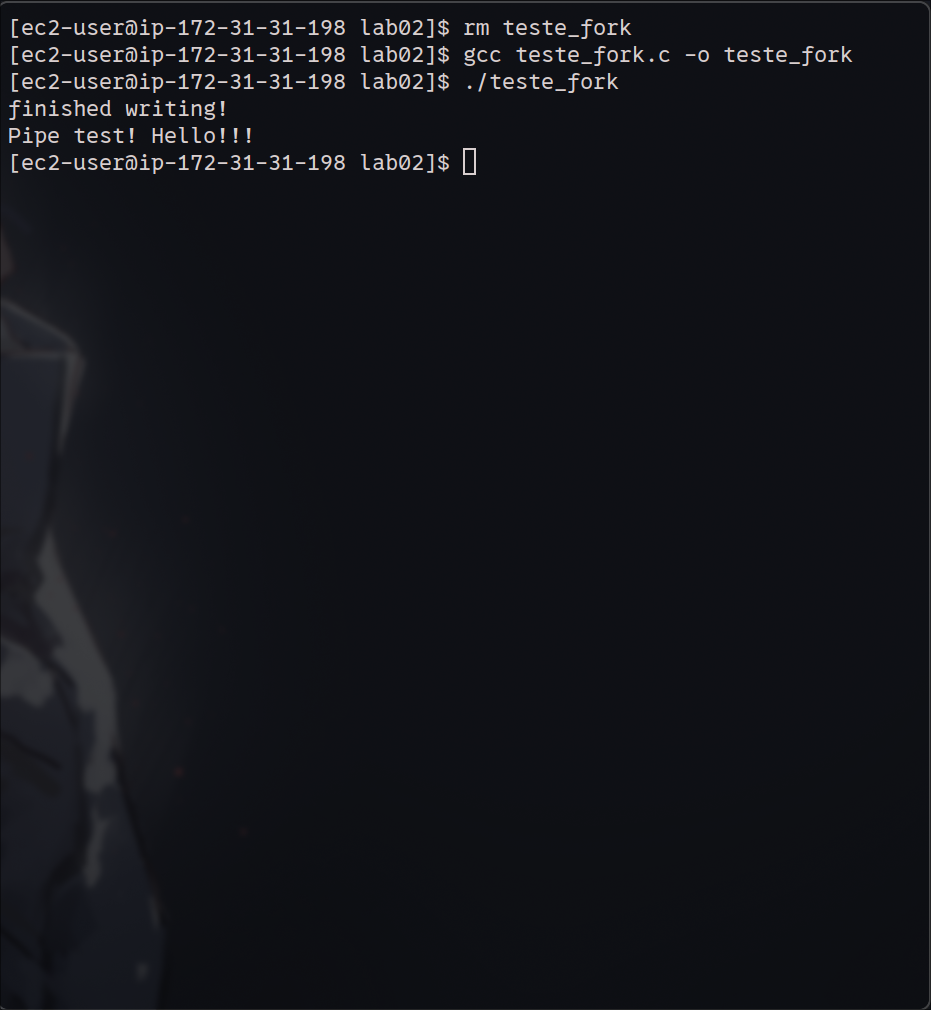 [ec2-user@ip-172-31-31-198 lab02]$ rm teste_fork
[ec2-user@ip-172-31-31-198 lab02]$ gcc teste_fork.c -o teste_fork
[ec2-user@ip-172-31-31-198 lab02]$ ./teste_fork
finished writing!
Pipe test! Hello!!!
[ec2-user@ip-172-31-31-198 lab02]$